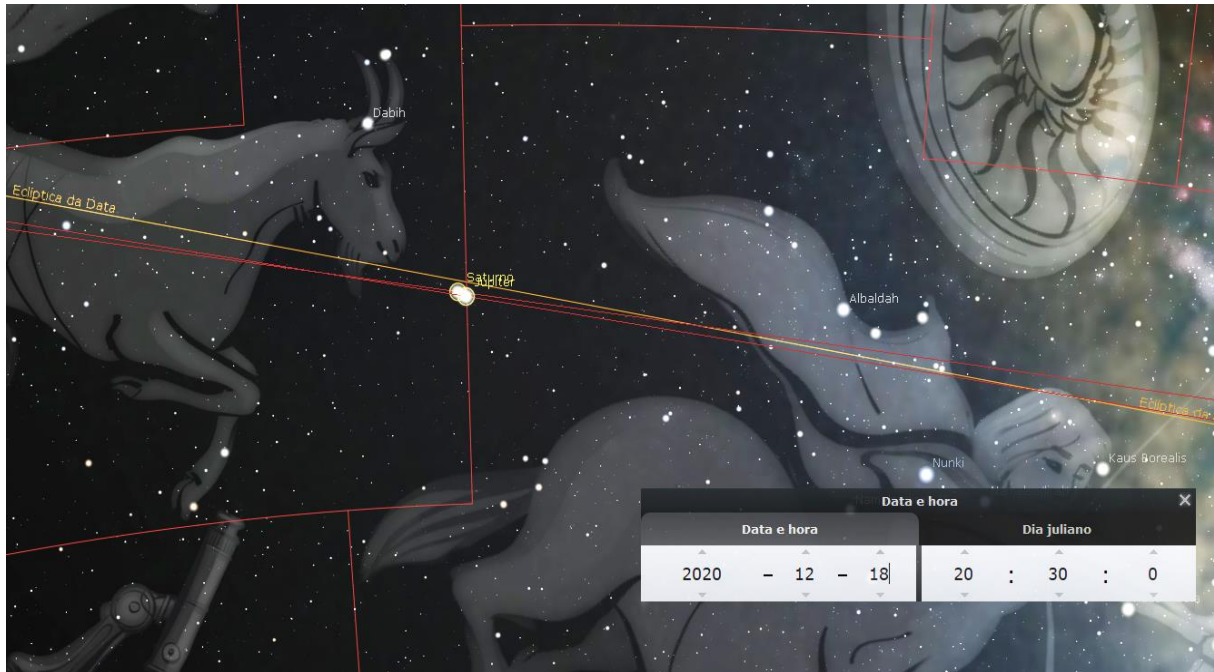 Dabih
Eclíptica da Data
Saturno
Júpiter
Albaldah
Eclíptica da
Nunki
Kaus Borealis
Data e hora
Data e hora
Dia juliano
2020 - 12 - 18
20 : 30 : 0